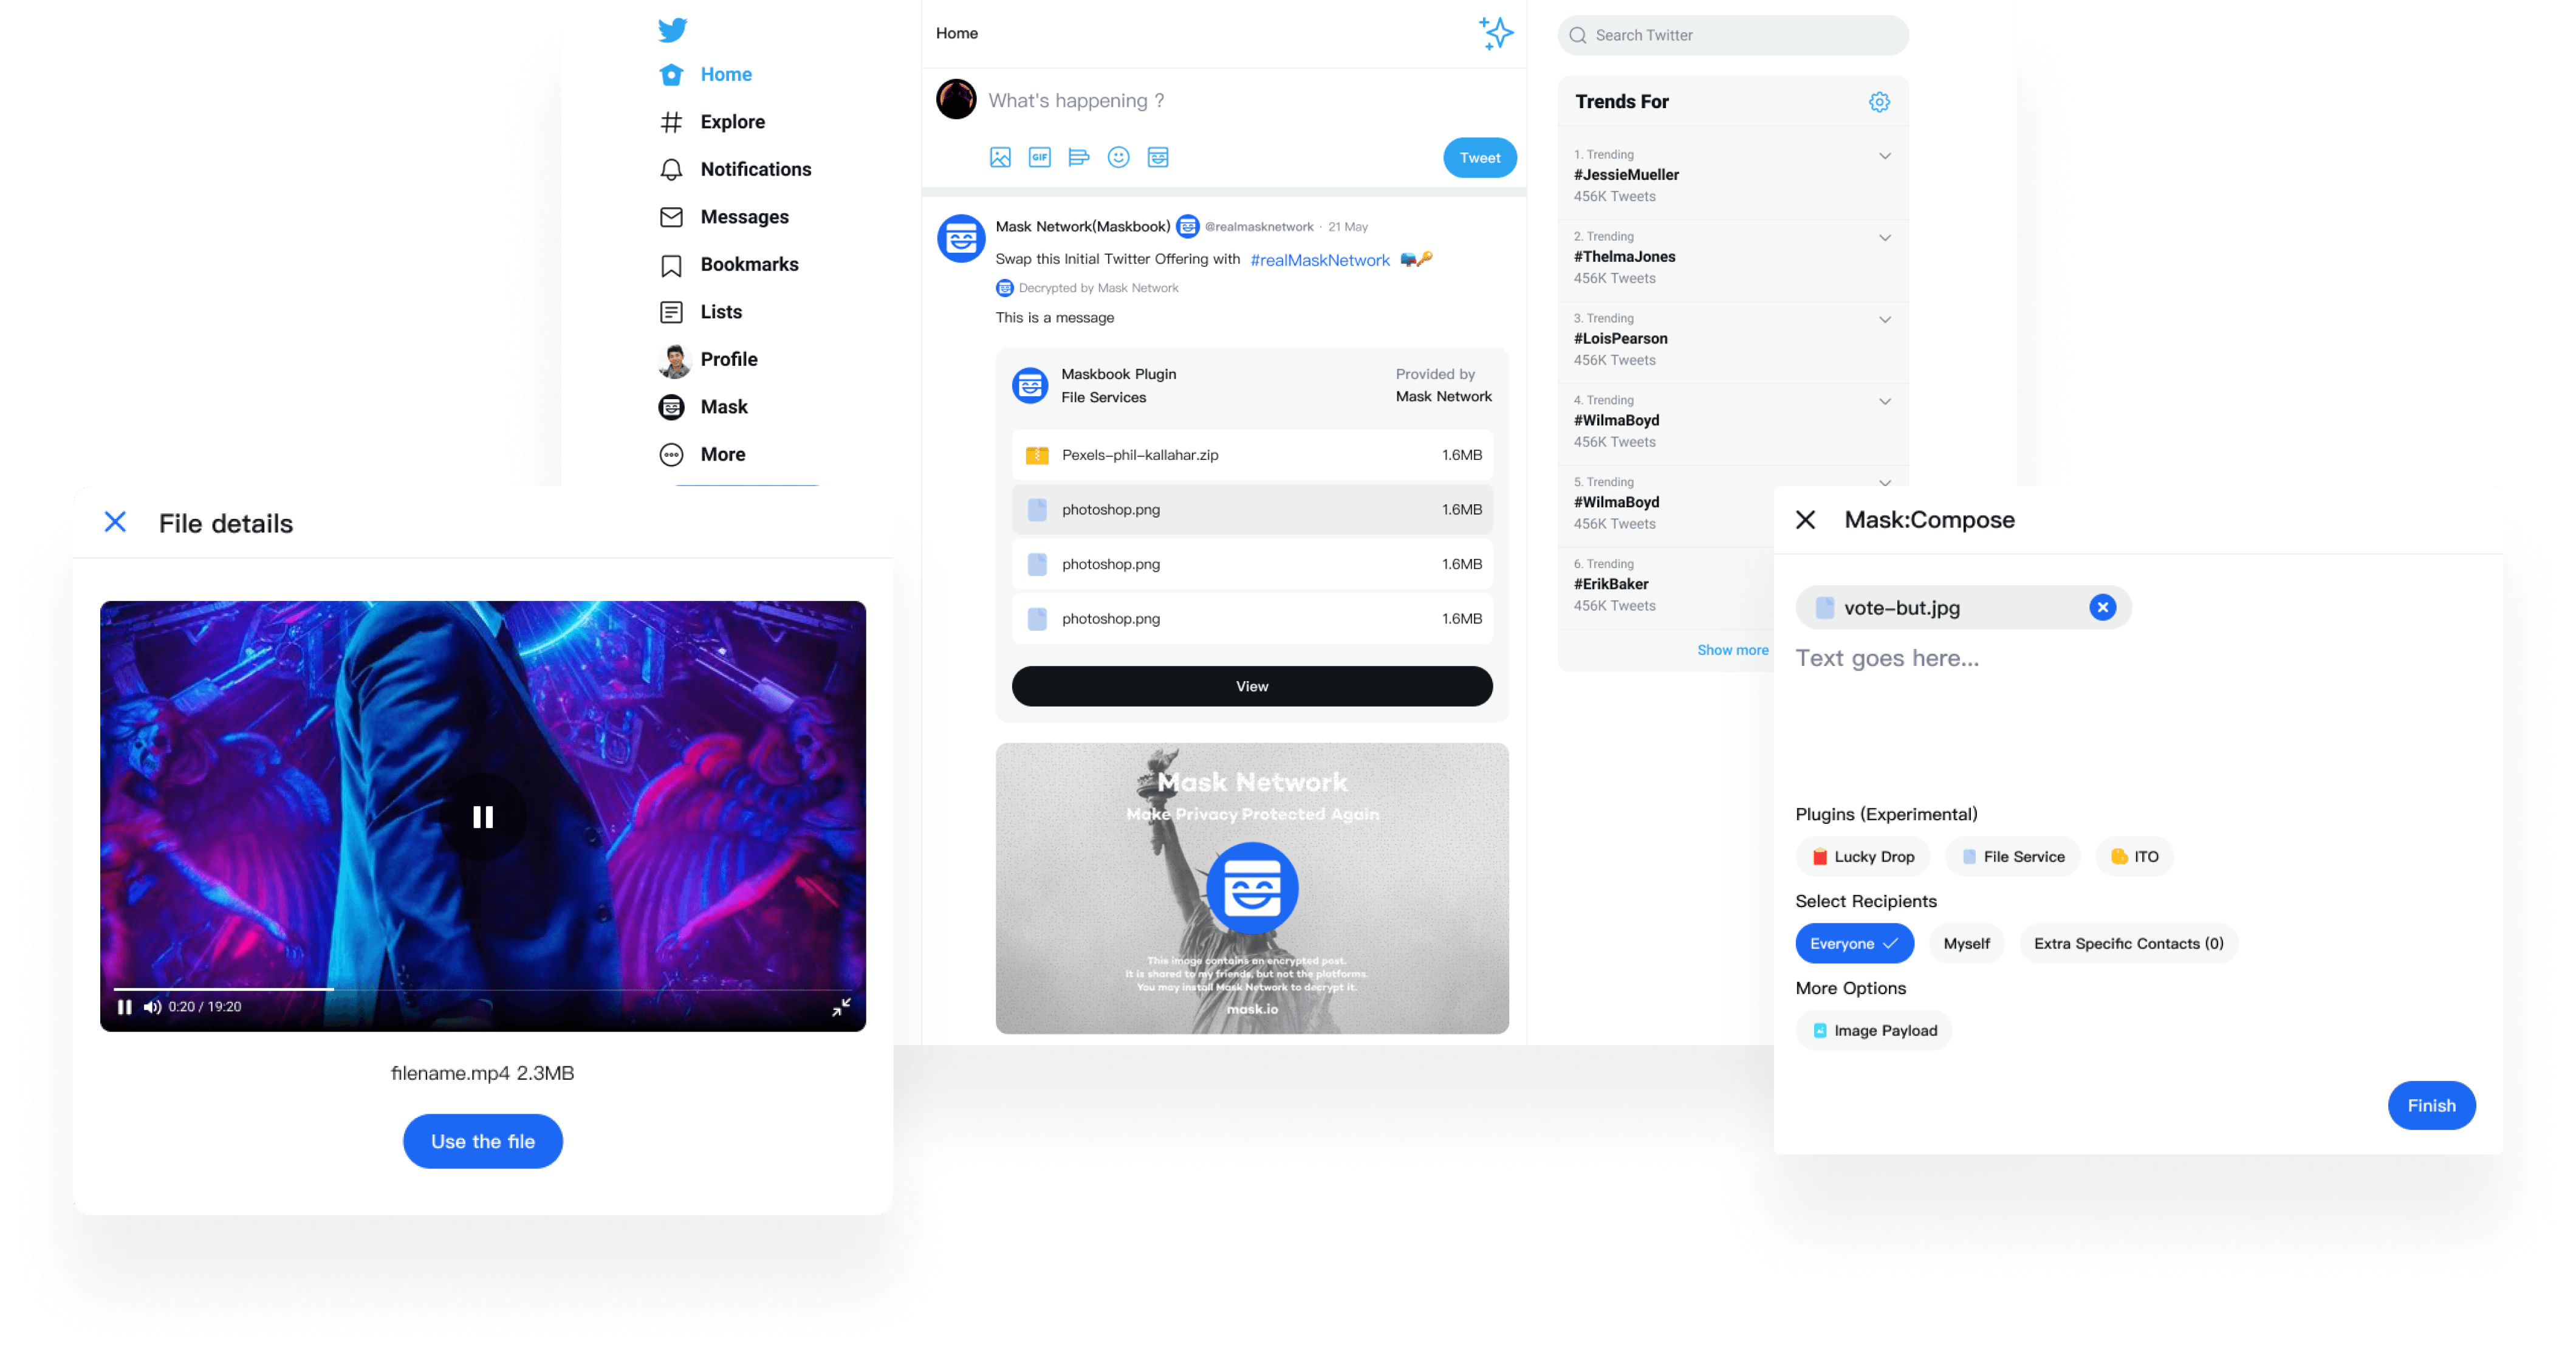 Home
Explore
Notifications
Messages
Bookmarks
Lists
Profile
Mask
More
Home
What's happening ?
GIF
Tweet
Mask Network(Maskbook) @realmasknetwork · 21 May
Swap this Initial Twitter Offering with #realMaskNetwork
Decrypted by Mask Network
This is a message
Maskbook Plugin
File Services
Provided by
Mask Network
Pexels-phil-kallahar.zip 1.6MB
photoshop.png 1.6MB
photoshop.png 1.6MB
photoshop.png 1.6MB
View
Mask Network
Make Privacy Protected Again
This image contains an encrypted post.
It is shared to my friends, but not the platforms.
You may install Mask Network to decrypt it.
mask.io
Search Twitter
Trends For
1. Trending
#JessieMueller
456K Tweets
2. Trending
#ThelmaJones
456K Tweets
3. Trending
#LoisPearson
456K Tweets
4. Trending
#WilmaBoyd
456K Tweets
5. Trending
#WilmaBoyd
456K Tweets
6. Trending
#ErikBaker
456K Tweets
Show more
File details
0:20 / 19:20
filename.mp4 2.3MB
Use the file
Mask:Compose
vote-but.jpg
Text goes here...
Plugins (Experimental)
Lucky Drop File Service ITO
Select Recipients
Everyone Myself Extra Specific Contacts (0)
More Options
Image Payload
Finish